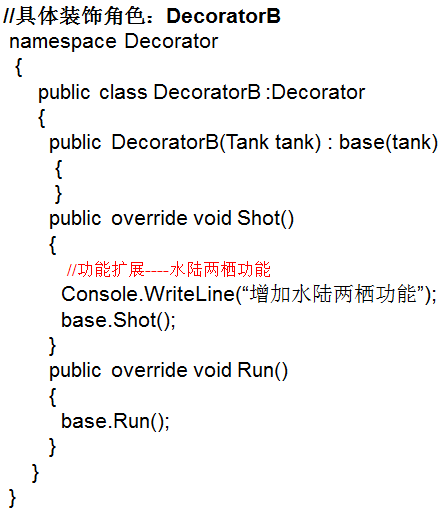 //具体装饰角色：DecoratorB
namespace Decorator
{
public class DecoratorB :Decorator
{
public DecoratorB(Tank tank) : base(tank)
{
}
public override void Shot()
{
//功能扩展----水陆两栖功能
Console.WriteLine(“增加水陆两栖功能”);
base.Shot();
}
public override void Run()
{
base.Run();
}
}
}